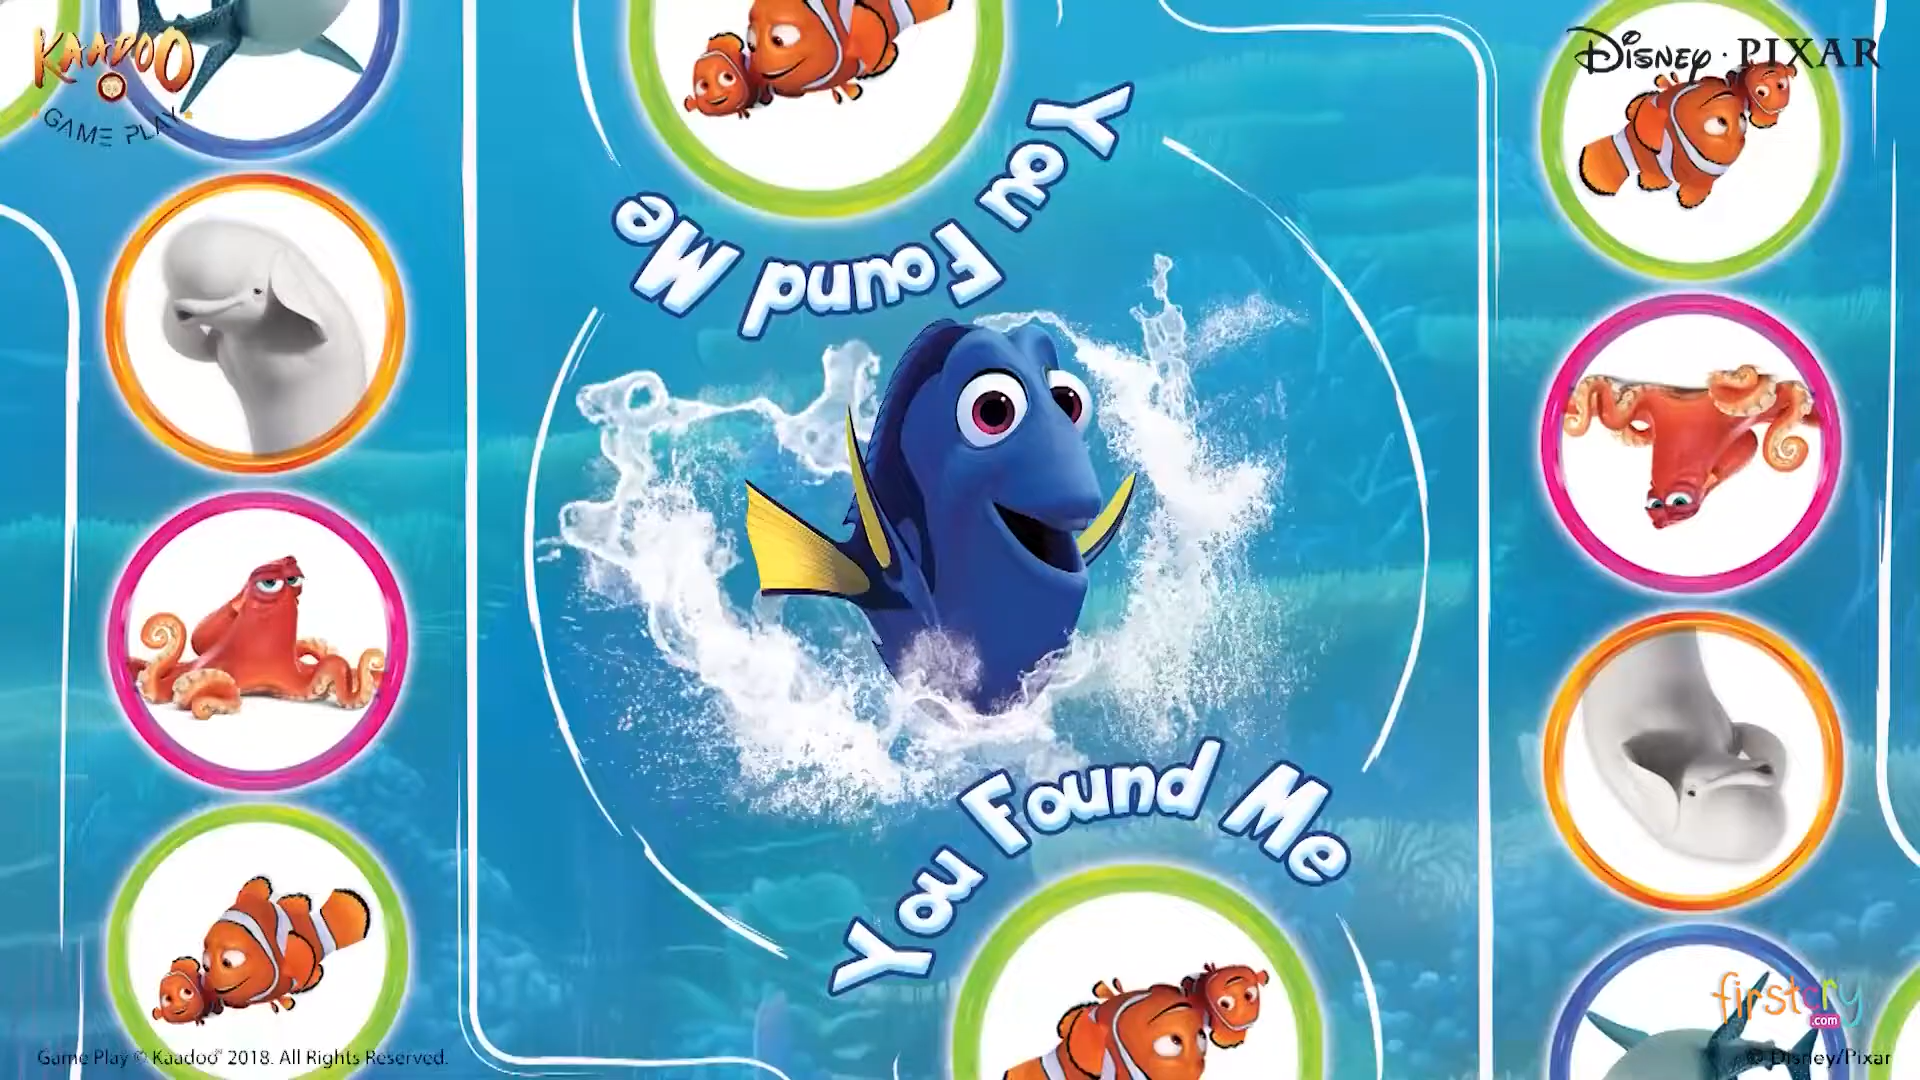 KAADOO
GAME PLAY
Disney · PIXAR
You Found Me
You Found Me
firstcry
.com
Game Play © Kaadoo® 2018. All Rights Reserved.
© Disney/Pixar